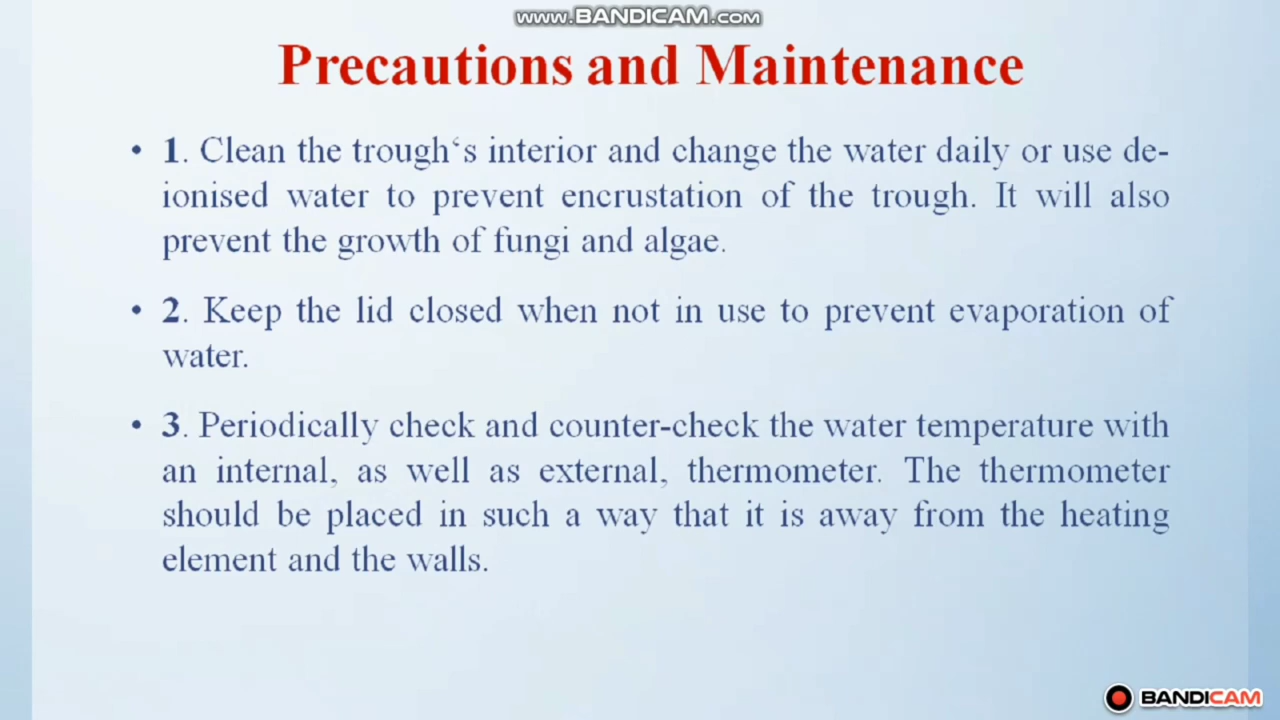 www.BANDICAM.com
Precautions and Maintenance
• 1. Clean the trough‘s interior and change the water daily or use de-
ionised water to prevent encrustation of the trough. It will also
prevent the growth of fungi and algae.
• 2. Keep the lid closed when not in use to prevent evaporation of
water.
• 3. Periodically check and counter-check the water temperature with
an internal, as well as external, thermometer. The thermometer
should be placed in such a way that it is away from the heating
element and the walls.
BANDICAM